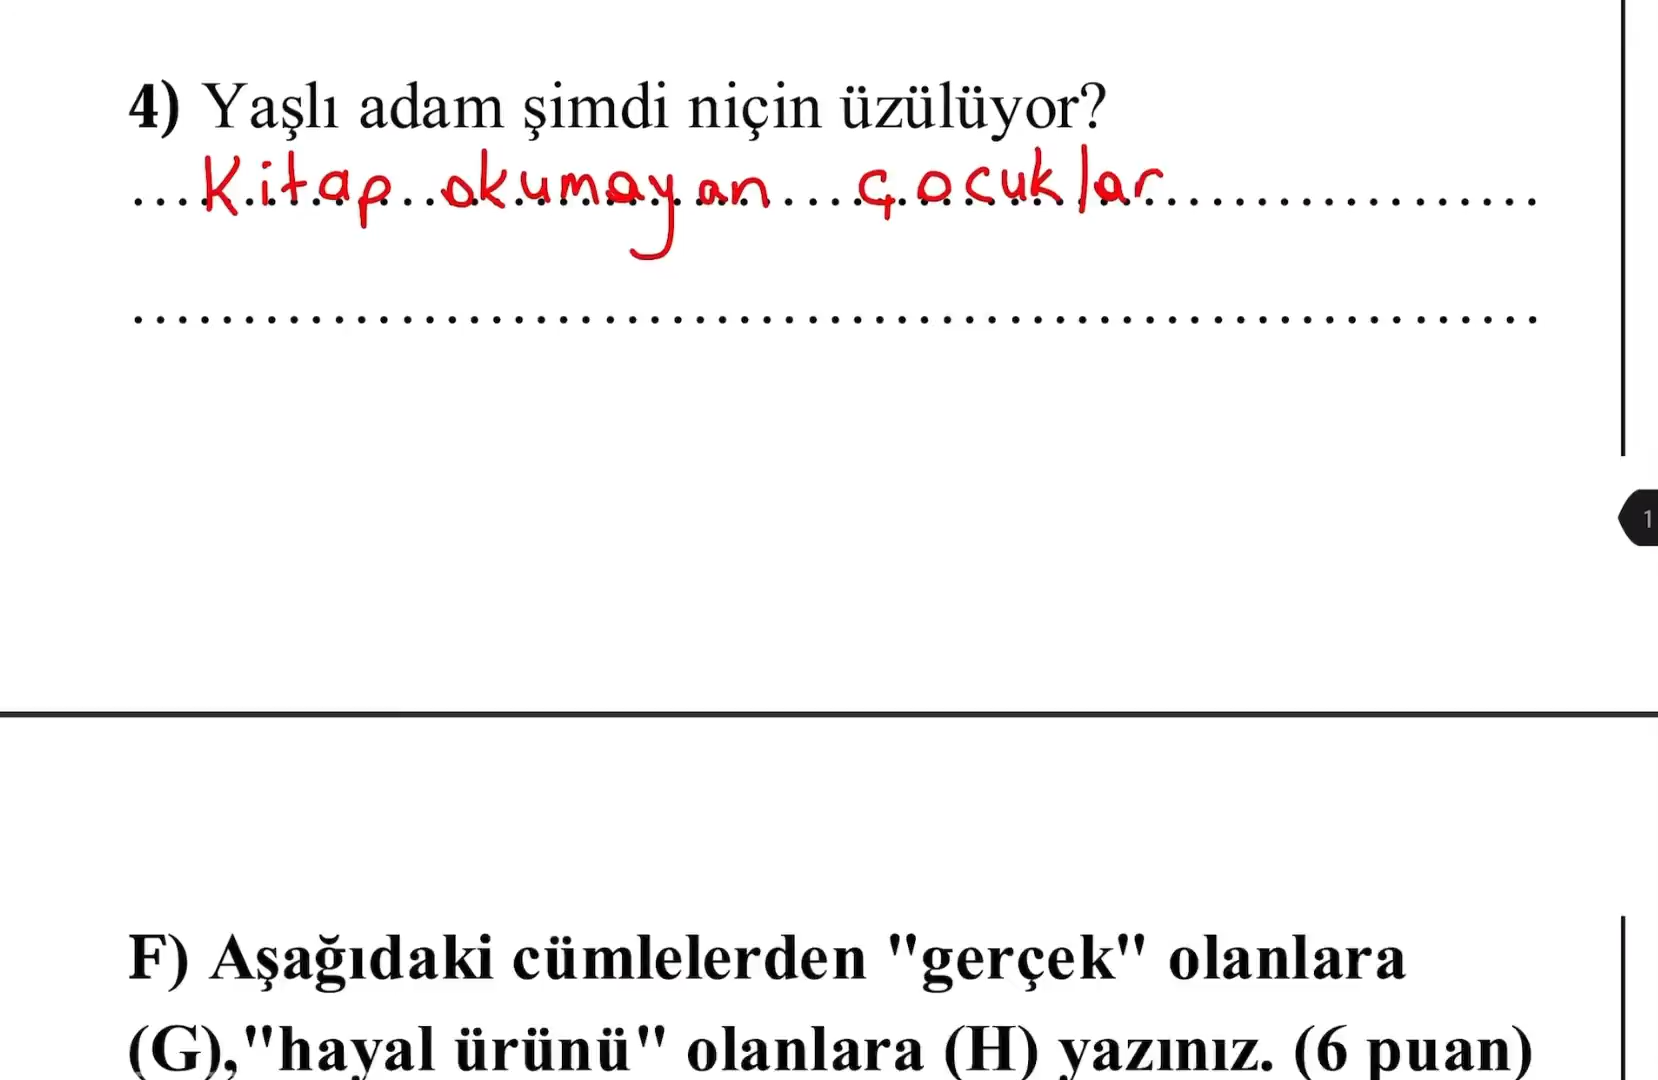 4) Yaşlı adam şimdi niçin üzülüyor?
...Kitap okumayan çocuklar..................
..............................................................
1
F) Aşağıdaki cümlelerden "gerçek" olanlara
(G),"hayal ürünü" olanlara (H) yazınız. (6 puan)